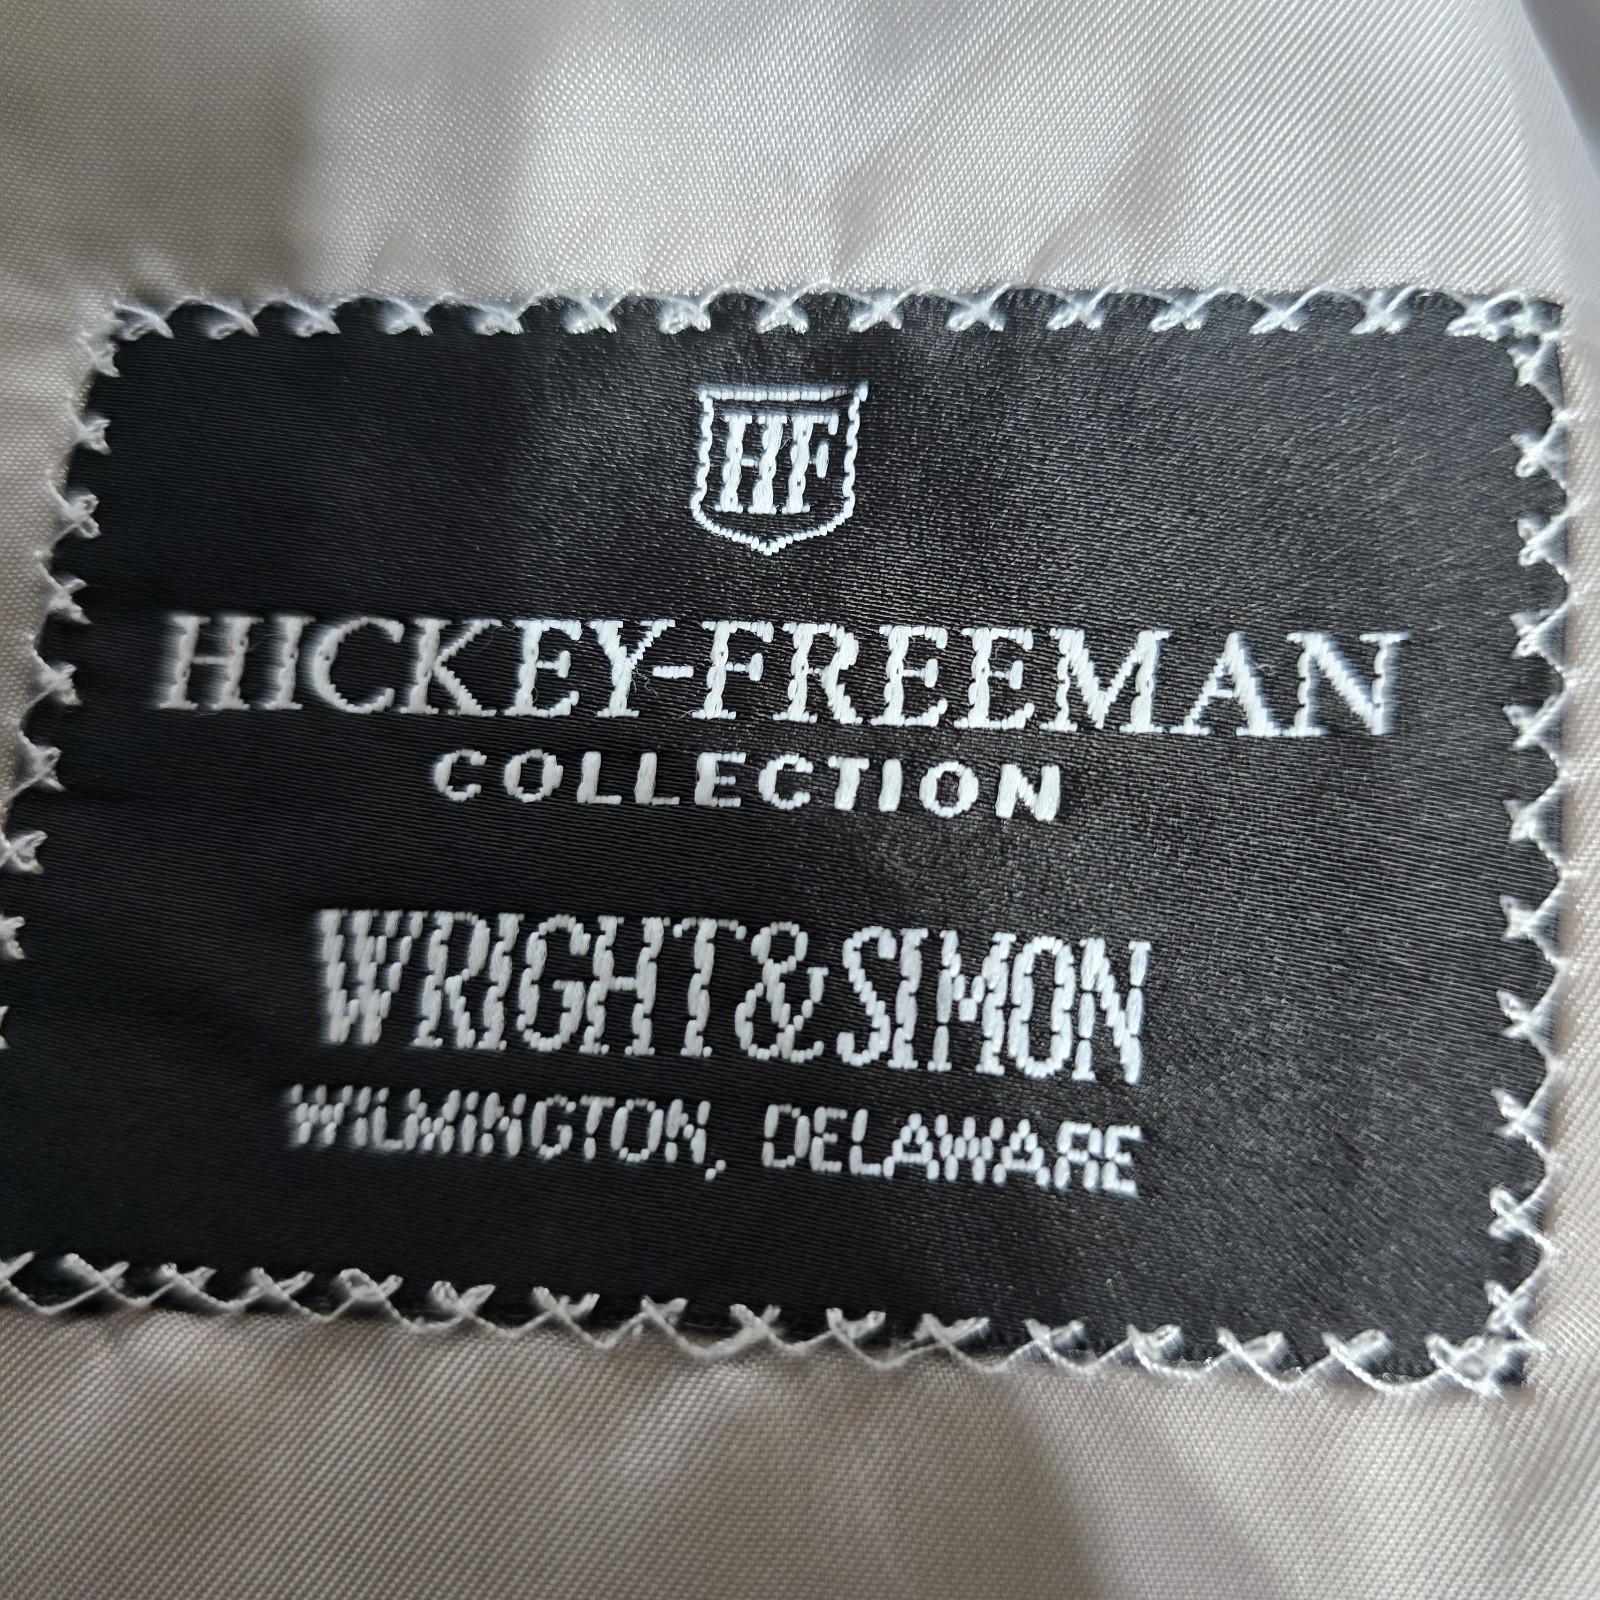 HF
HICKEY-FREEMAN
COLLECTION
WRIGHT & SIMON
WILMINGTON, DELAWARE